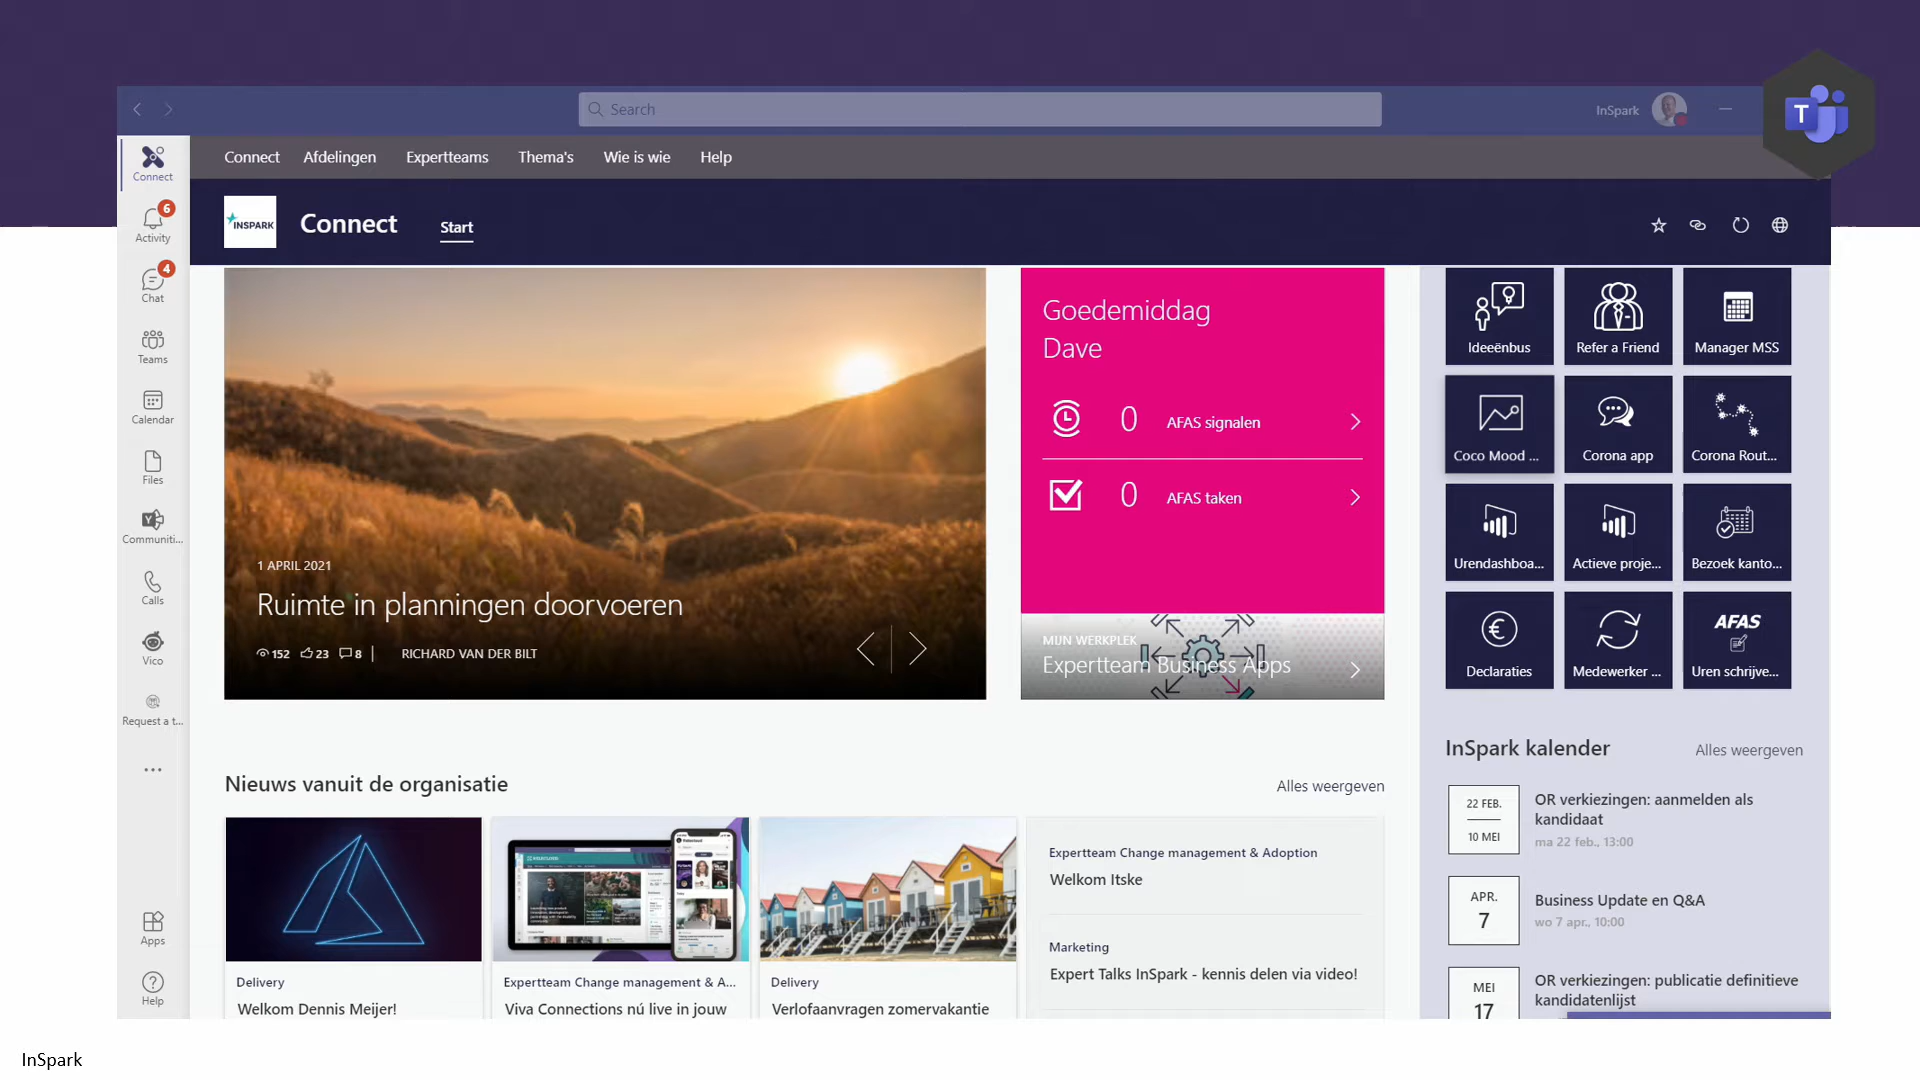 Search
InSpark
T
Connect
Activity
6
Chat
4
Teams
Calendar
Files
Communiti...
Calls
Vico
Request a t...
Apps
Help
Connect Afdelingen Expertteams Thema's Wie is wie Help
INSPARK
Connect
Start
1 APRIL 2021
Ruimte in planningen doorvoeren
152 23 8 | RICHARD VAN DER BILT
Goedemiddag
Dave
0 AFAS signalen
0 AFAS taken
MIJN WERKPLEK
Expertteam Business Apps
Ideeënbus
Refer a Friend
Manager MSS
Coco Mood ...
Corona app
Corona Rout...
Urendashboa...
Actieve proje...
Bezoek kanto...
Declaraties
Medewerker ...
AFAS
Uren schrijve...
Nieuws vanuit de organisatie
Alles weergeven
Delivery
Welkom Dennis Meijer!
Expertteam Change management & A...
Viva Connections nú live in jouw
Delivery
Verlofaanvragen zomervakantie
Expertteam Change management & Adoption
Welkom Itske
Marketing
Expert Talks InSpark - kennis delen via video!
InSpark kalender
Alles weergeven
22 FEB.
10 MEI
OR verkiezingen: aanmelden als
kandidaat
ma 22 feb., 13:00
APR.
7
Business Update en Q&A
wo 7 apr., 10:00
MEI
17
OR verkiezingen: publicatie definitieve
kandidatenlijst
InSpark